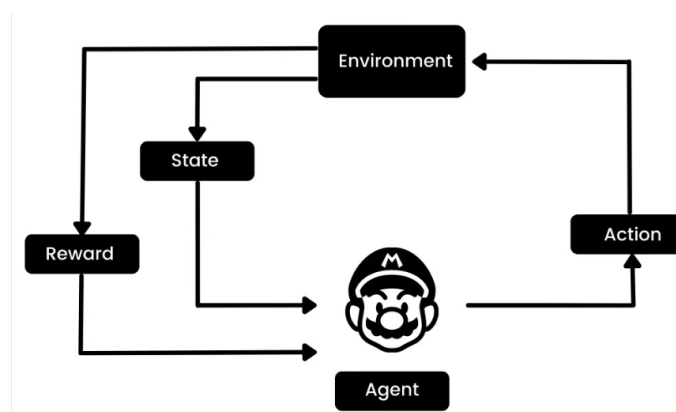 Environment
State
Reward
Action
M
Agent